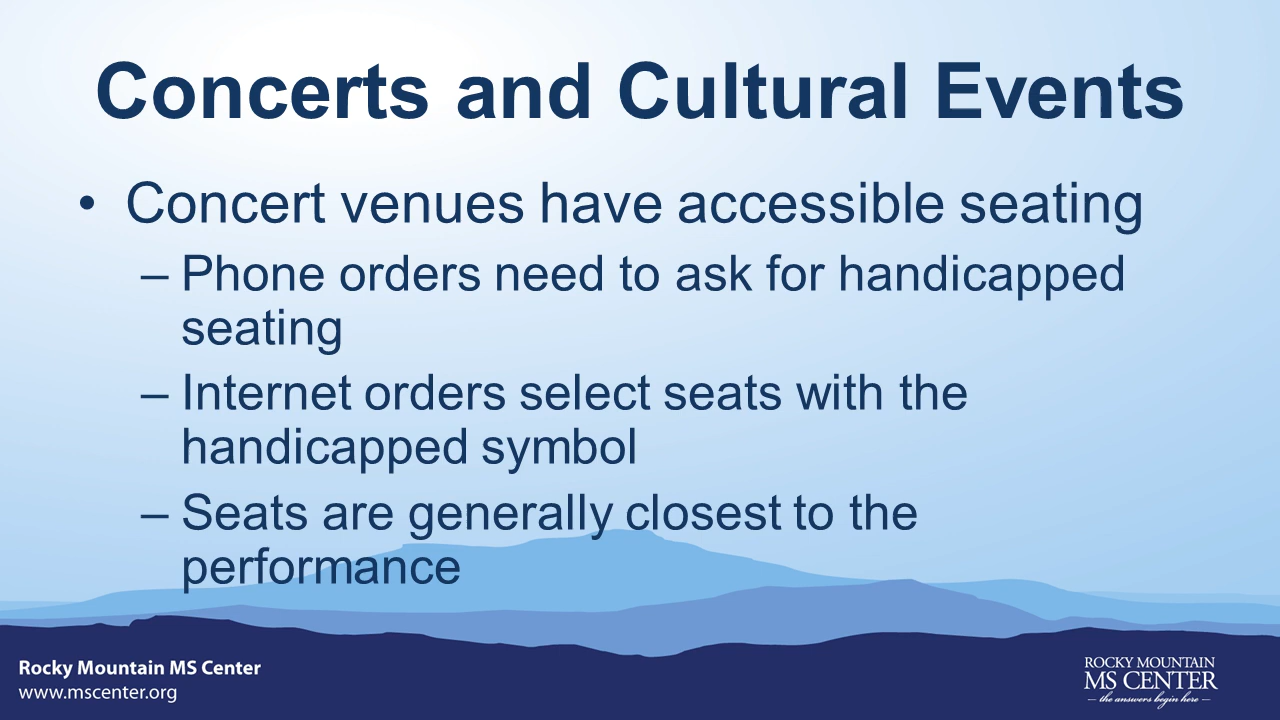 Concerts and Cultural Events
• Concert venues have accessible seating
– Phone orders need to ask for handicapped
seating
– Internet orders select seats with the
handicapped symbol
– Seats are generally closest to the
performance
Rocky Mountain MS Center
www.mscenter.org
ROCKY MOUNTAIN
MS CENTER
— the answers begin here —